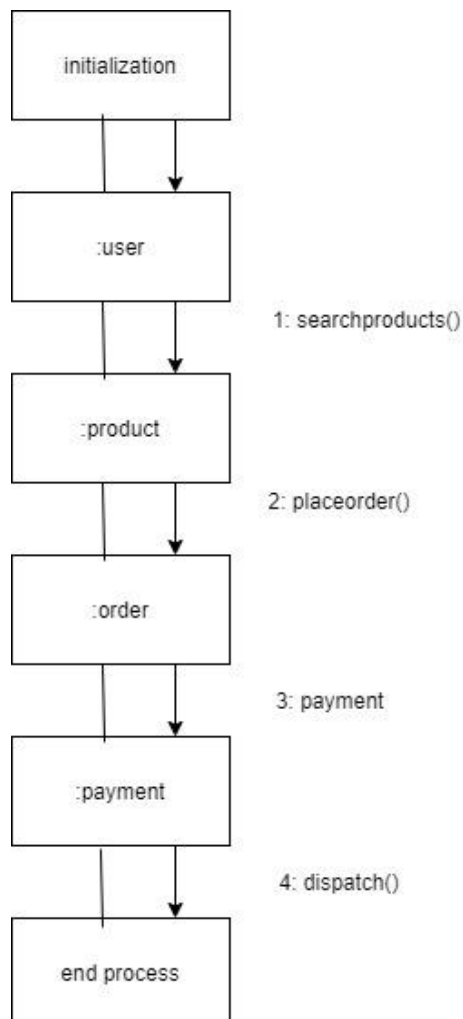 initialization
:user
1: searchproducts()
:product
2: placeorder()
:order
3: payment
:payment
4: dispatch()
end process